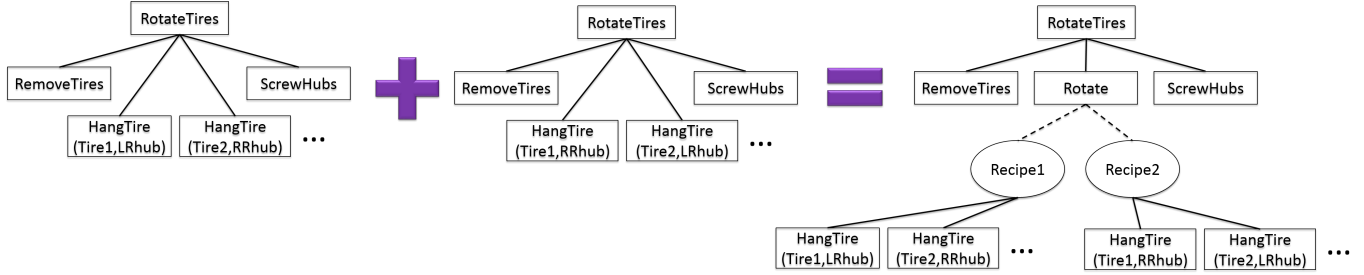 RotateTires
RemoveTires
ScrewHubs
HangTire
(Tire1,LRhub)
HangTire
(Tire2,RRhub)
...
RotateTires
RemoveTires
ScrewHubs
HangTire
(Tire1,RRhub)
HangTire
(Tire2,LRhub)
...
RotateTires
RemoveTires
Rotate
ScrewHubs
Recipe1
Recipe2
HangTire
(Tire1,LRhub)
HangTire
(Tire2,RRhub)
...
HangTire
(Tire1,RRhub)
HangTire
(Tire2,LRhub)
...